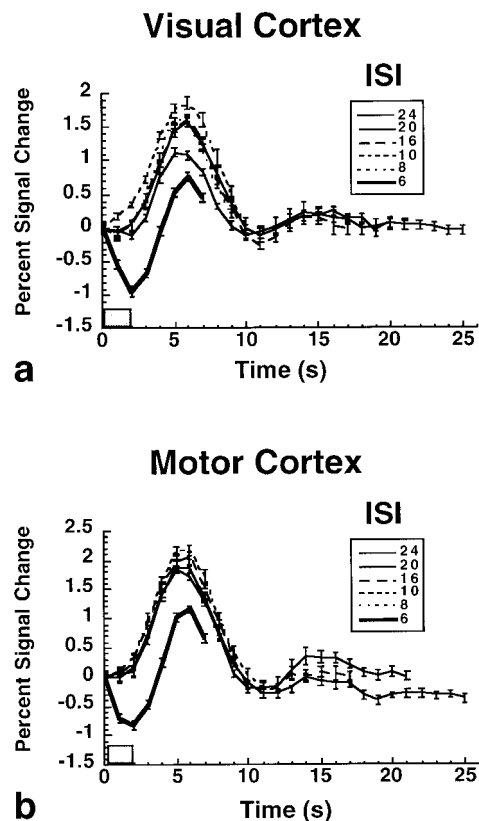 Visual Cortex
ISI
24
20
16
10
8
6
Percent Signal Change
2
1.5
1
0.5
0
-0.5
-1
-1.5
0 5 10 15 20 25
Time (s)
a
Motor Cortex
ISI
24
20
16
10
8
6
Percent Signal Change
2.5
2
1.5
1
0.5
0
-0.5
-1
-1.5
0 5 10 15 20 25
Time (s)
b